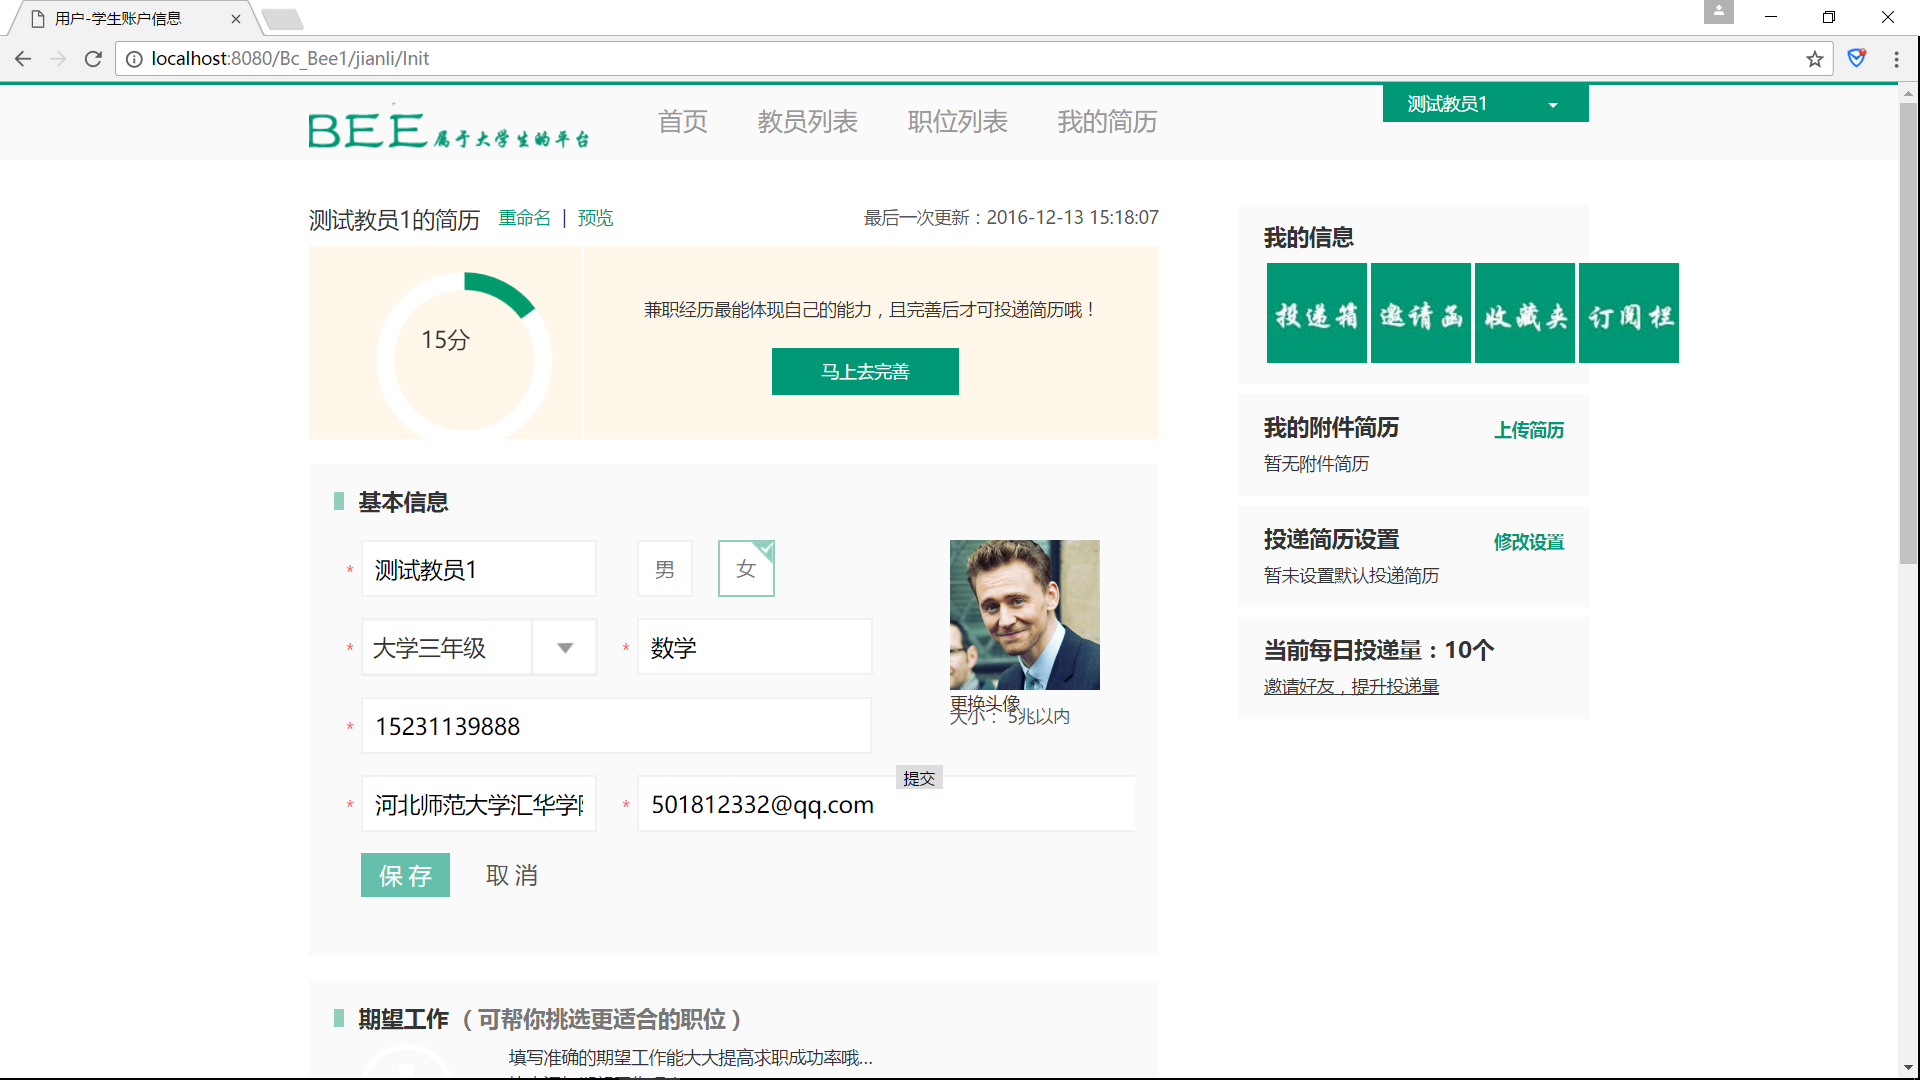 用户-学生账户信息
localhost:8080/Bc_Bee1/jianli/Init
BEE 属于大学生的平台
首页 教员列表 职位列表 我的简历
测试教员1
测试教员1的简历 重命名 | 预览 最后一次更新：2016-12-13 15:18:07
15分
兼职经历最能体现自己的能力，且完善后才可投递简历哦！
马上去完善
基本信息
* 测试教员1 男 女
* 大学三年级 * 数学
更换头像
大小： 5兆以内
* 15231139888
提交
* 河北师范大学汇华学 * 501812332@qq.com
保 存 取 消
期望工作 （可帮你挑选更适合的职位）
填写准确的期望工作能大大提高求职成功率哦...
我的信息
投递箱 邀请函 收藏夹 订阅栏
我的附件简历 上传简历
暂无附件简历
投递简历设置 修改设置
暂未设置默认投递简历
当前每日投递量：10个
邀请好友，提升投递量